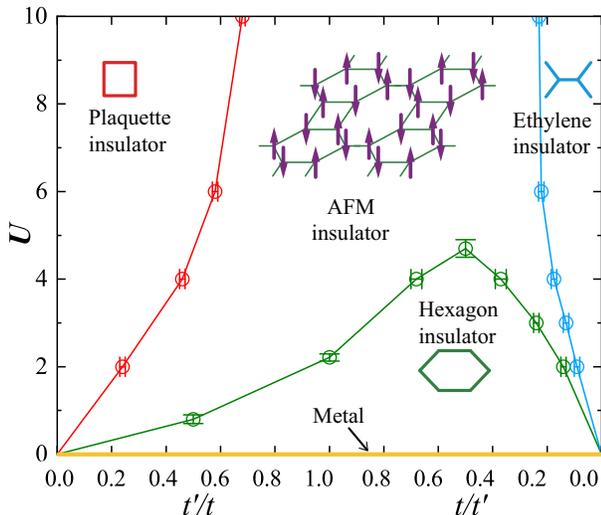 10
Plaquette
insulator
Ethylene
insulator
8
6
AFM
insulator
U
4
Hexagon
insulator
2
Metal
0
0.0 0.2 0.4 0.6 0.8 1.0 0.8 0.6 0.4 0.2 0.0
t'/t t/t'